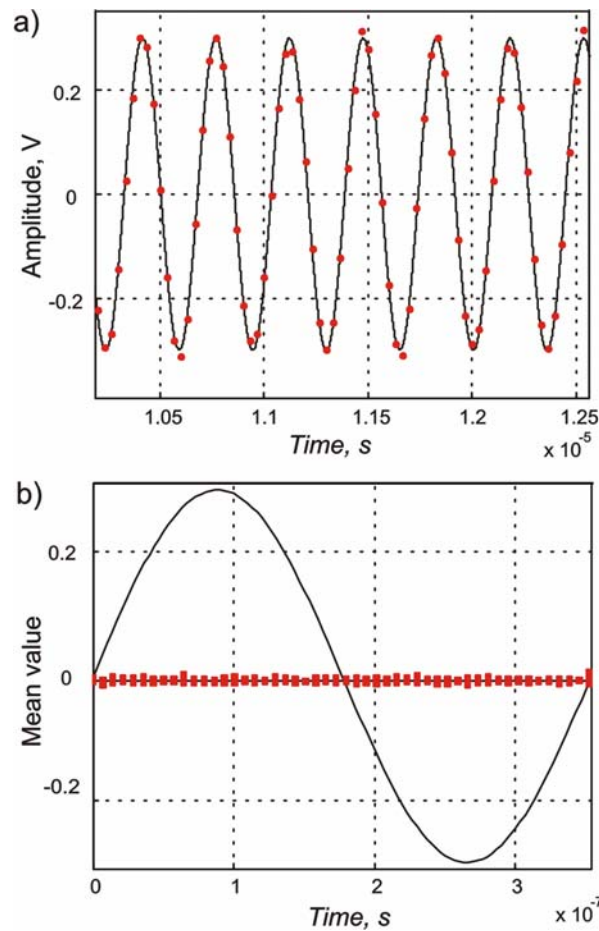 a)
Amplitude, V
0.2
0
-0.2
1.05
1.1
1.15
1.2
1.25
Time, s
x 10⁻⁵
b)
Mean value
0.2
0
-0.2
0
1
2
3
Time, s
x 10⁻⁷